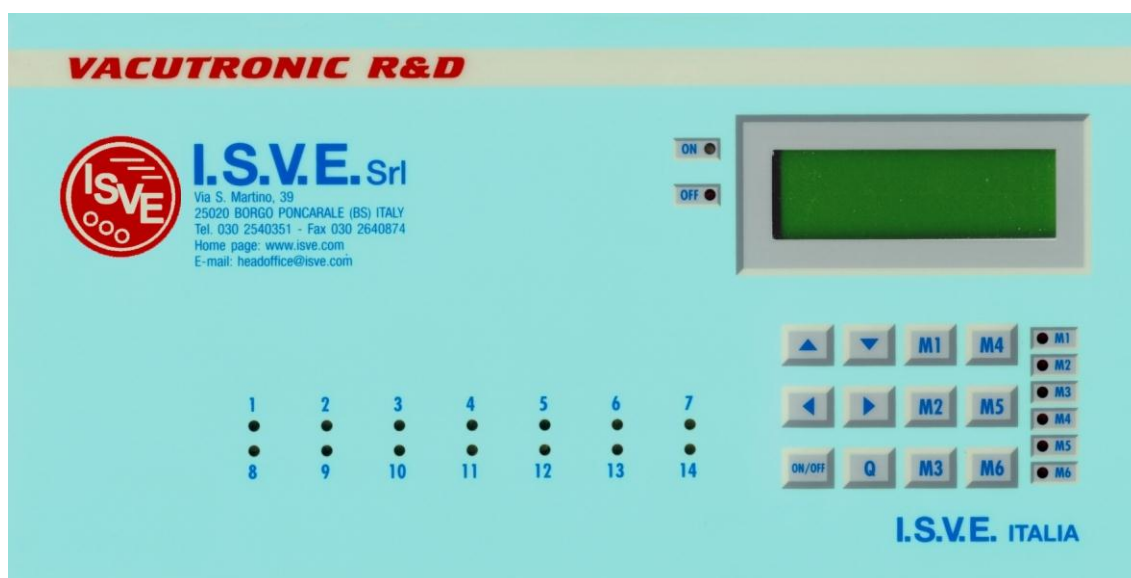 VACUTRONIC R&D
ISVE
I.S.V.E. Srl
Via S. Martino, 39
25020 BORGO PONCARALE (BS) ITALY
Tel. 030 2540351 - Fax 030 2640874
Home page: www.isve.com
E-mail: headoffice@isve.com
ON
OFF
M1 M4 M1
M2
M2 M5 M3
M4
ON/OFF Q M3 M6 M5
M6
1 2 3 4 5 6 7
8 9 10 11 12 13 14
I.S.V.E. ITALIA